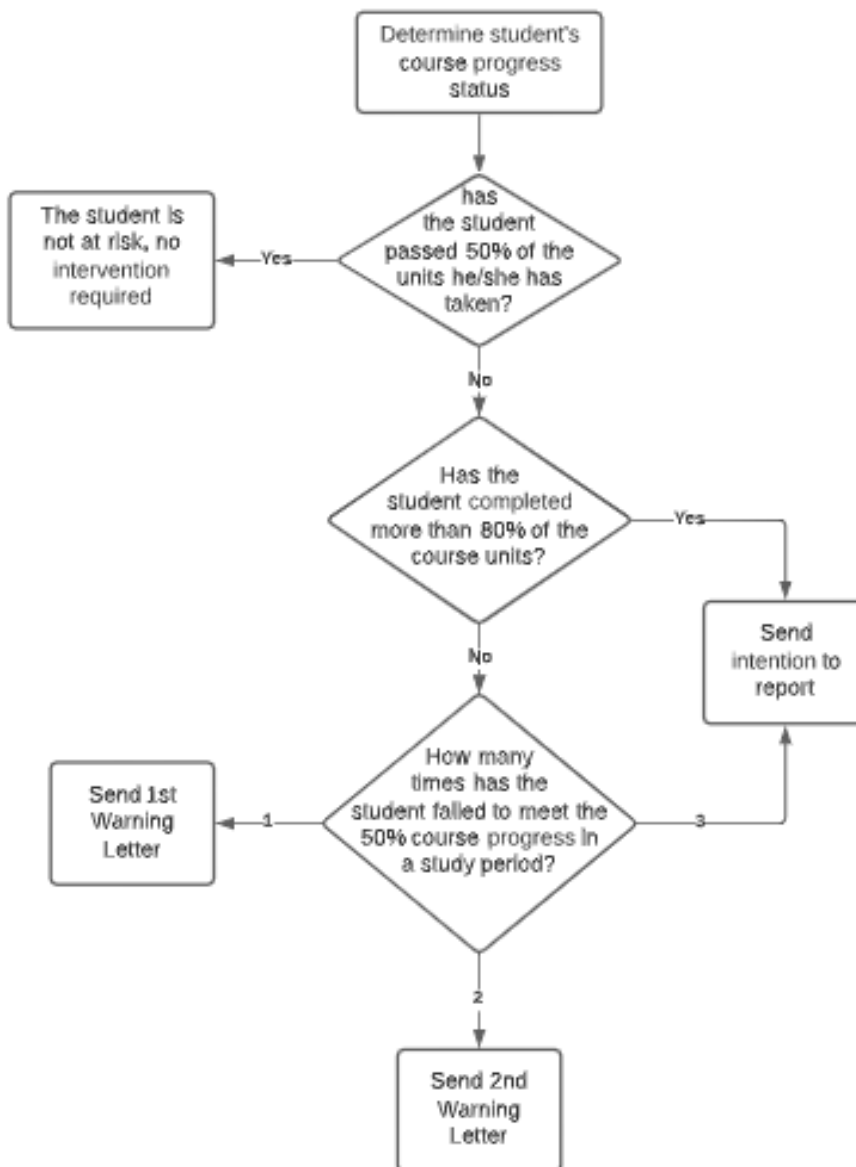 Determine student's
course progress
status
has
the student
passed 50% of the
units he/she has
taken?
Yes
The student is
not at risk, no
intervention
required
No
Has the
student completed
more than 80% of the
course units?
Yes
Send
intention to
report
No
How many
times has the
student failed to meet the
50% course progress in
a study period?
1
Send 1st
Warning
Letter
3
2
Send 2nd
Warning
Letter